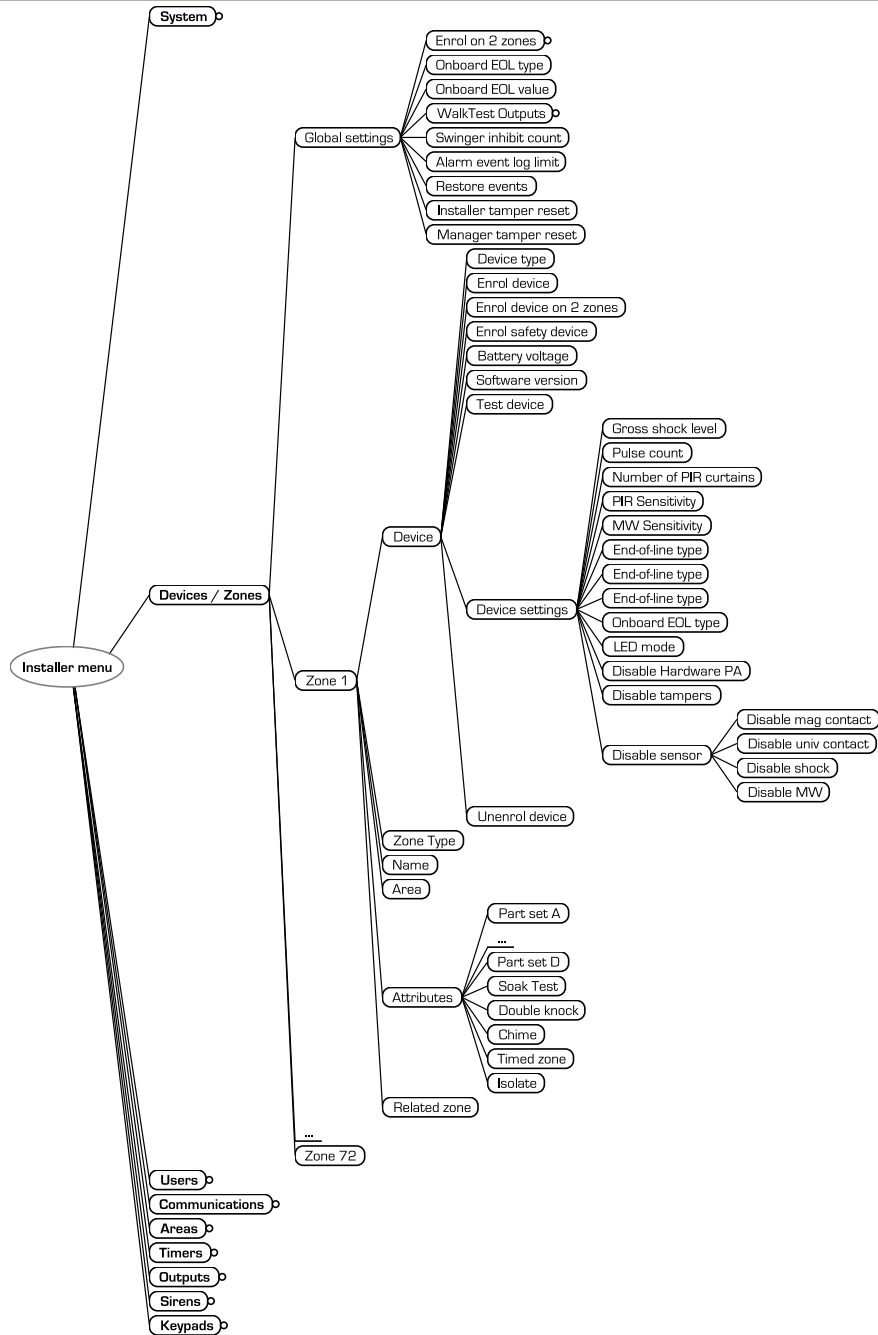 System
Enrol on 2 zones
Onboard EOL type
Onboard EOL value
WalkTest Outputs
Global settings
Swinger inhibit count
Alarm event log limit
Restore events
Installer tamper reset
Manager tamper reset
Device type
Enrol device
Enrol device on 2 zones
Enrol safety device
Battery voltage
Software version
Test device
Gross shock level
Pulse count
Number of PIR curtains
PIR Sensitivity
MW Sensitivity
Device
End-of-line type
End-of-line type
Devices / Zones
End-of-line type
Device settings
Onboard EOL type
LED mode
Installer menu
Disable Hardware PA
Zone 1
Disable tampers
Disable mag contact
Disable univ contact
Disable sensor
Disable shock
Disable MW
Unenrol device
Zone Type
Name
Area
Part set A
...
Part set D
Soak Test
Attributes
Double knock
Chime
Timed zone
Isolate
Related zone
...
Zone 72
Users
Communications
Areas
Timers
Outputs
Sirens
Keypads